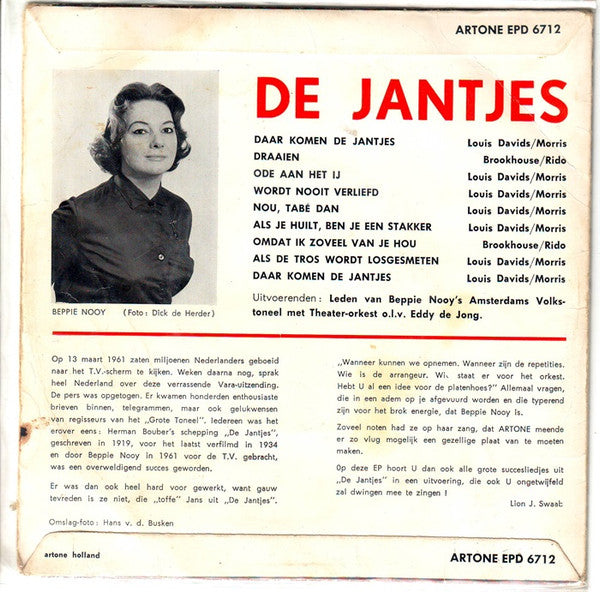 ARTONE EPD 6712
DE JANTJES
DAAR KOMEN DE JANTJES Louis Davids/Morris
DRAAIEN Brookhouse/Rido
ODE AAN HET IJ Louis Davids/Morris
WORDT NOOIT VERLIEFD Louis Davids/Morris
NOU, TABÉ DAN Louis Davids/Morris
ALS JE HUILT, BEN JE EEN STAKKER Louis Davids/Morris
OMDAT IK ZOVEEL VAN JE HOU Brookhouse/Rido
ALS DE TROS WORDT LOSGESMETEN Louis Davids/Morris
DAAR KOMEN DE JANTJES Louis Davids/Morris
Uitvoerenden: Leden van Beppie Nooy's Amsterdams Volks-
toneel met Theater-orkest o.l.v. Eddy de Jong.
BEPPIE NOOY (Foto: Dick de Herder)
Op 13 maart 1961 zaten miljoenen Nederlanders geboeid
naar het T.V.-scherm te kijken. Weken daarna nog, sprak
heel Nederland over deze verrassende Vara-uitzending.
De pers was opgetogen. Er kwamen honderden enthousiaste
brieven binnen, telegrammen, maar ook gelukwensen
van regisseurs van het „Grote Toneel". Iedereen was het
erover eens: Herman Bouber's schepping „De Jantjes",
geschreven in 1919, voor het laatst verfilmd in 1934
en door Beppie Nooy in 1961 voor de T.V. gebracht,
was een overweldigend succes geworden.
Er was dan ook heel hard voor gewerkt, want gauw
tevreden is ze niet, die „toffe" Jans uit „De Jantjes".
Omslag-foto: Hans v. d. Busken
„Wanneer kunnen we opnemen. Wanneer zijn de repetities.
Wie is de arrangeur. Wie staat er voor het orkest.
Hebt U al een idee voor de platenhoes?" Allemaal vragen,
die in een adem op je afgevuurd worden en die typerend
zijn voor het brok energie, dat Beppie Nooy is.
Zoveel noten had ze op haar zang, dat ARTONE meende
er zo vlug mogelijk een gezellige plaat van te moeten
maken.
Op deze EP hoort U dan ook alle grote succesliedjes uit
„De Jantjes" in een uitvoering, die ook U ongetwijfeld
zal dwingen mee te zingen!
Lion J. Swaab
artone holland
ARTONE EPD 6712